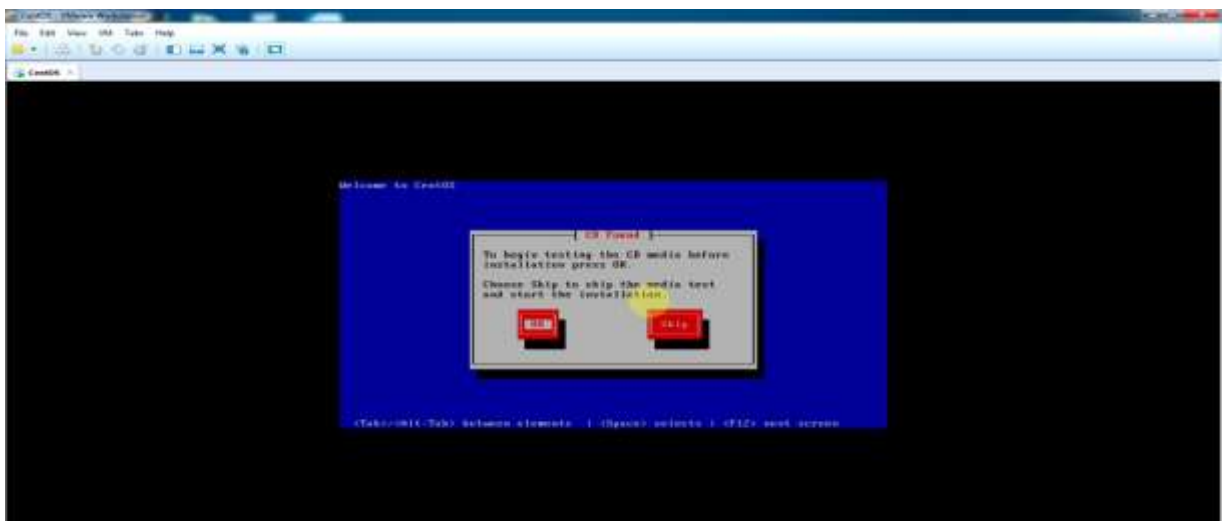 CentOS - VMware Workstation
File Edit View VM Tabs Help
CentOS
Welcome to CentOS
[ CD Found ]
To begin testing the CD media before
installation press OK.
Choose Skip to skip the media test
and start the installation.
OK Skip
<Tab>/<Alt-Tab> between elements | <Space> selects | <F12> next screen